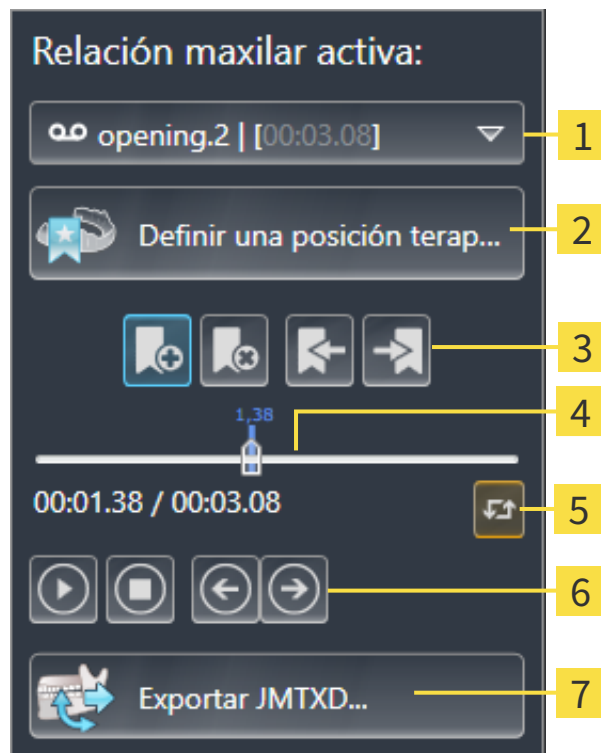 Relación maxilar activa:
opening.2 | [00:03.08]
1
Definir una posición terap...
2
3
4
1,38
00:01.38 / 00:03.08
5
6
Exportar JMTXD...
7